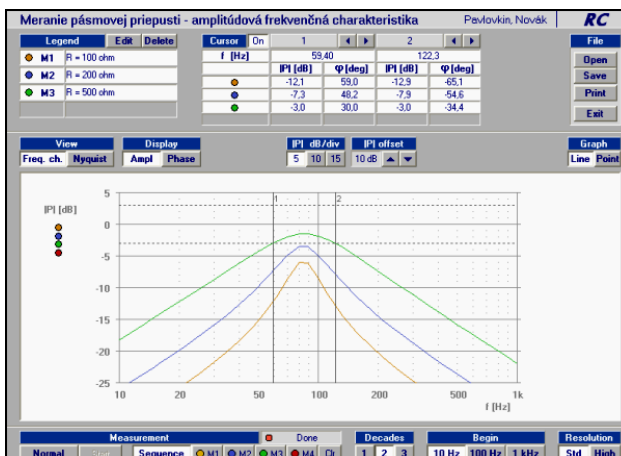 Meranie pásmovej priepusti - amplitúdová frekvenčná charakteristika Pavlovkin, Novák RC
Legend Edit Delete Cursor On 1 2 File
M1 R = 100 ohm f [Hz] 59,40 122,3 Open
M2 R = 200 ohm |P| [dB] φ [deg] |P| [dB] φ [deg] Save
M3 R = 500 ohm -12,1 59,0 -12,9 -65,1 Print
-7,3 48,2 -7,9 -54,6
-3,0 30,0 -3,0 -34,4 Exit
View Display |P| dB/div |P| offset Graph
Freq. ch. Nyquist Ampl Phase 5 10 15 10 dB Line Point
5
1 2
|P| [dB]
0
-5
-10
-15
-20
-25
10 20 50 100 200 500 1k
f [Hz]
Measurement Done Decades Begin Resolution
Normal Start Sequence M1 M2 M3 M4 Clr 1 2 3 10 Hz 100 Hz 1 kHz Std High